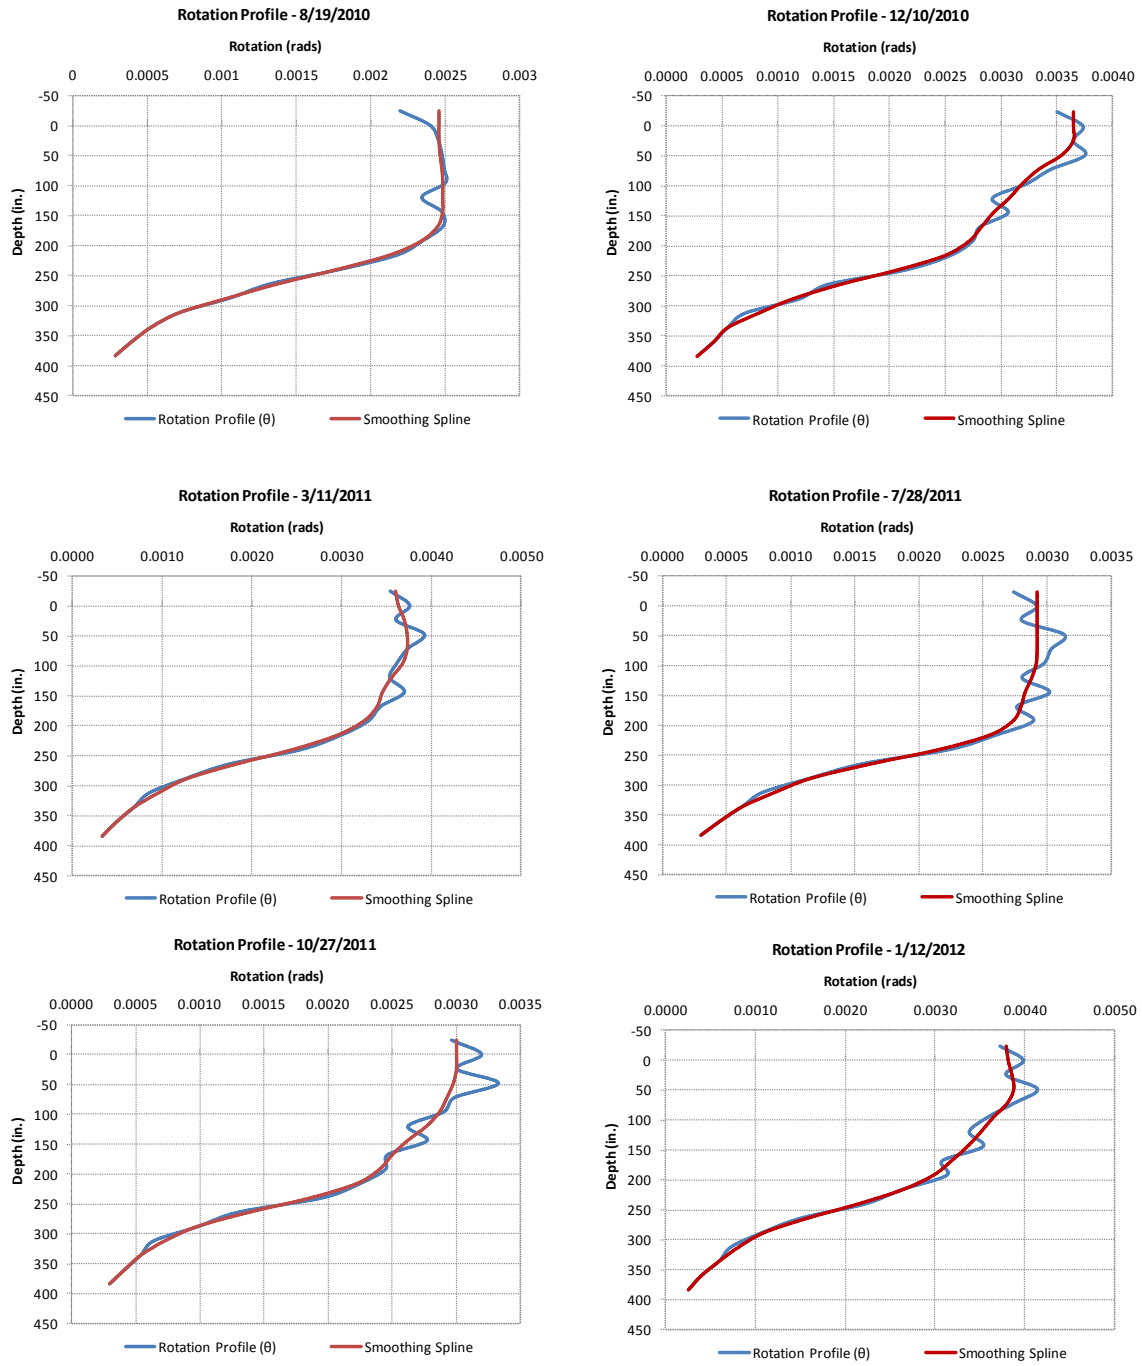 Rotation Profile - 8/19/2010
Rotation (rads)
0 0.0005 0.001 0.0015 0.002 0.0025 0.003
-50
0
50
100
150
200
250
300
350
400
450
Depth (in.)
Rotation Profile (θ) Smoothing Spline
Rotation Profile - 12/10/2010
Rotation (rads)
0.0000 0.0005 0.0010 0.0015 0.0020 0.0025 0.0030 0.0035 0.0040
-50
0
50
100
150
200
250
300
350
400
450
Depth (in.)
Rotation Profile (θ) Smoothing Spline
Rotation Profile - 3/11/2011
Rotation (rads)
0.0000 0.0010 0.0020 0.0030 0.0040 0.0050
-50
0
50
100
150
200
250
300
350
400
450
Depth (in.)
Rotation Profile (θ) Smoothing Spline
Rotation Profile - 7/28/2011
Rotation (rads)
0.0000 0.0005 0.0010 0.0015 0.0020 0.0025 0.0030 0.0035
-50
0
50
100
150
200
250
300
350
400
450
Depth (in.)
Rotation Profile (θ) Smoothing Spline
Rotation Profile - 10/27/2011
Rotation (rads)
0.0000 0.0005 0.0010 0.0015 0.0020 0.0025 0.0030 0.0035
-50
0
50
100
150
200
250
300
350
400
450
Depth (in.)
Rotation Profile (θ) Smoothing Spline
Rotation Profile - 1/12/2012
Rotation (rads)
0.0000 0.0010 0.0020 0.0030 0.0040 0.0050
-50
0
50
100
150
200
250
300
350
400
450
Depth (in.)
Rotation Profile (θ) Smoothing Spline